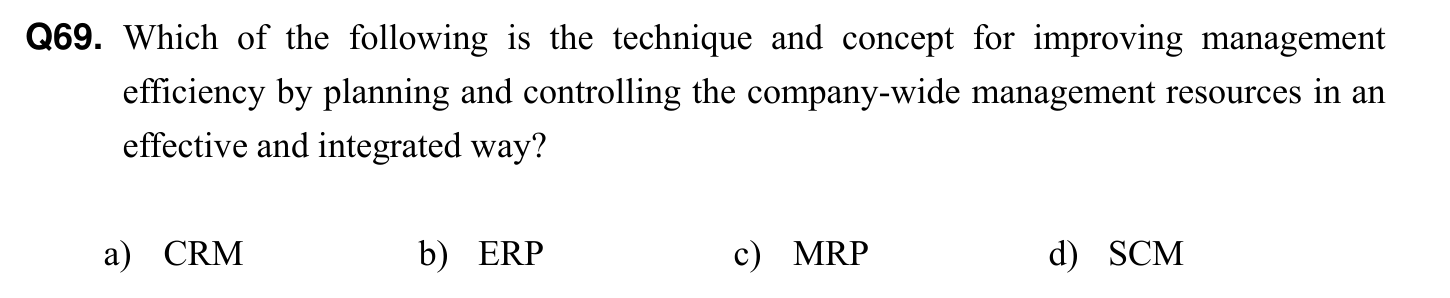 Q69. Which of the following is the technique and concept for improving management
efficiency by planning and controlling the company-wide management resources in an
effective and integrated way?
a) CRM b) ERP c) MRP d) SCM